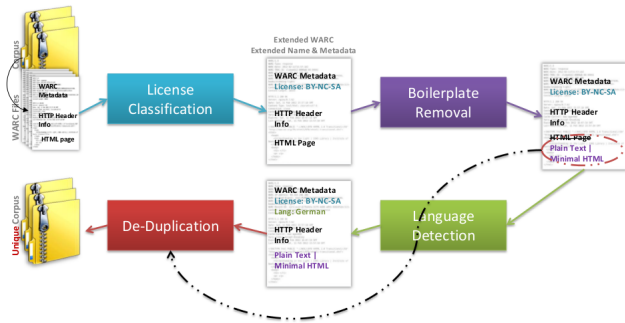 Extended WARC
Extended Name & Metadata
Corpus
WARC Files
WARC
Metadata
HTTP Header
Info
HTML page
License
Classification
WARC Metadata
License: BY-NC-SA
HTTP Header
Info
HTML Page
Boilerplate
Removal
WARC Metadata
License: BY-NC-SA
HTTP Header
Info
HTML Page
Plain Text |
Minimal HTML
Unique Corpus
De-Duplication
WARC Metadata
License: BY-NC-SA
Lang: German
HTTP Header
Info
Plain Text |
Minimal HTML
Language
Detection